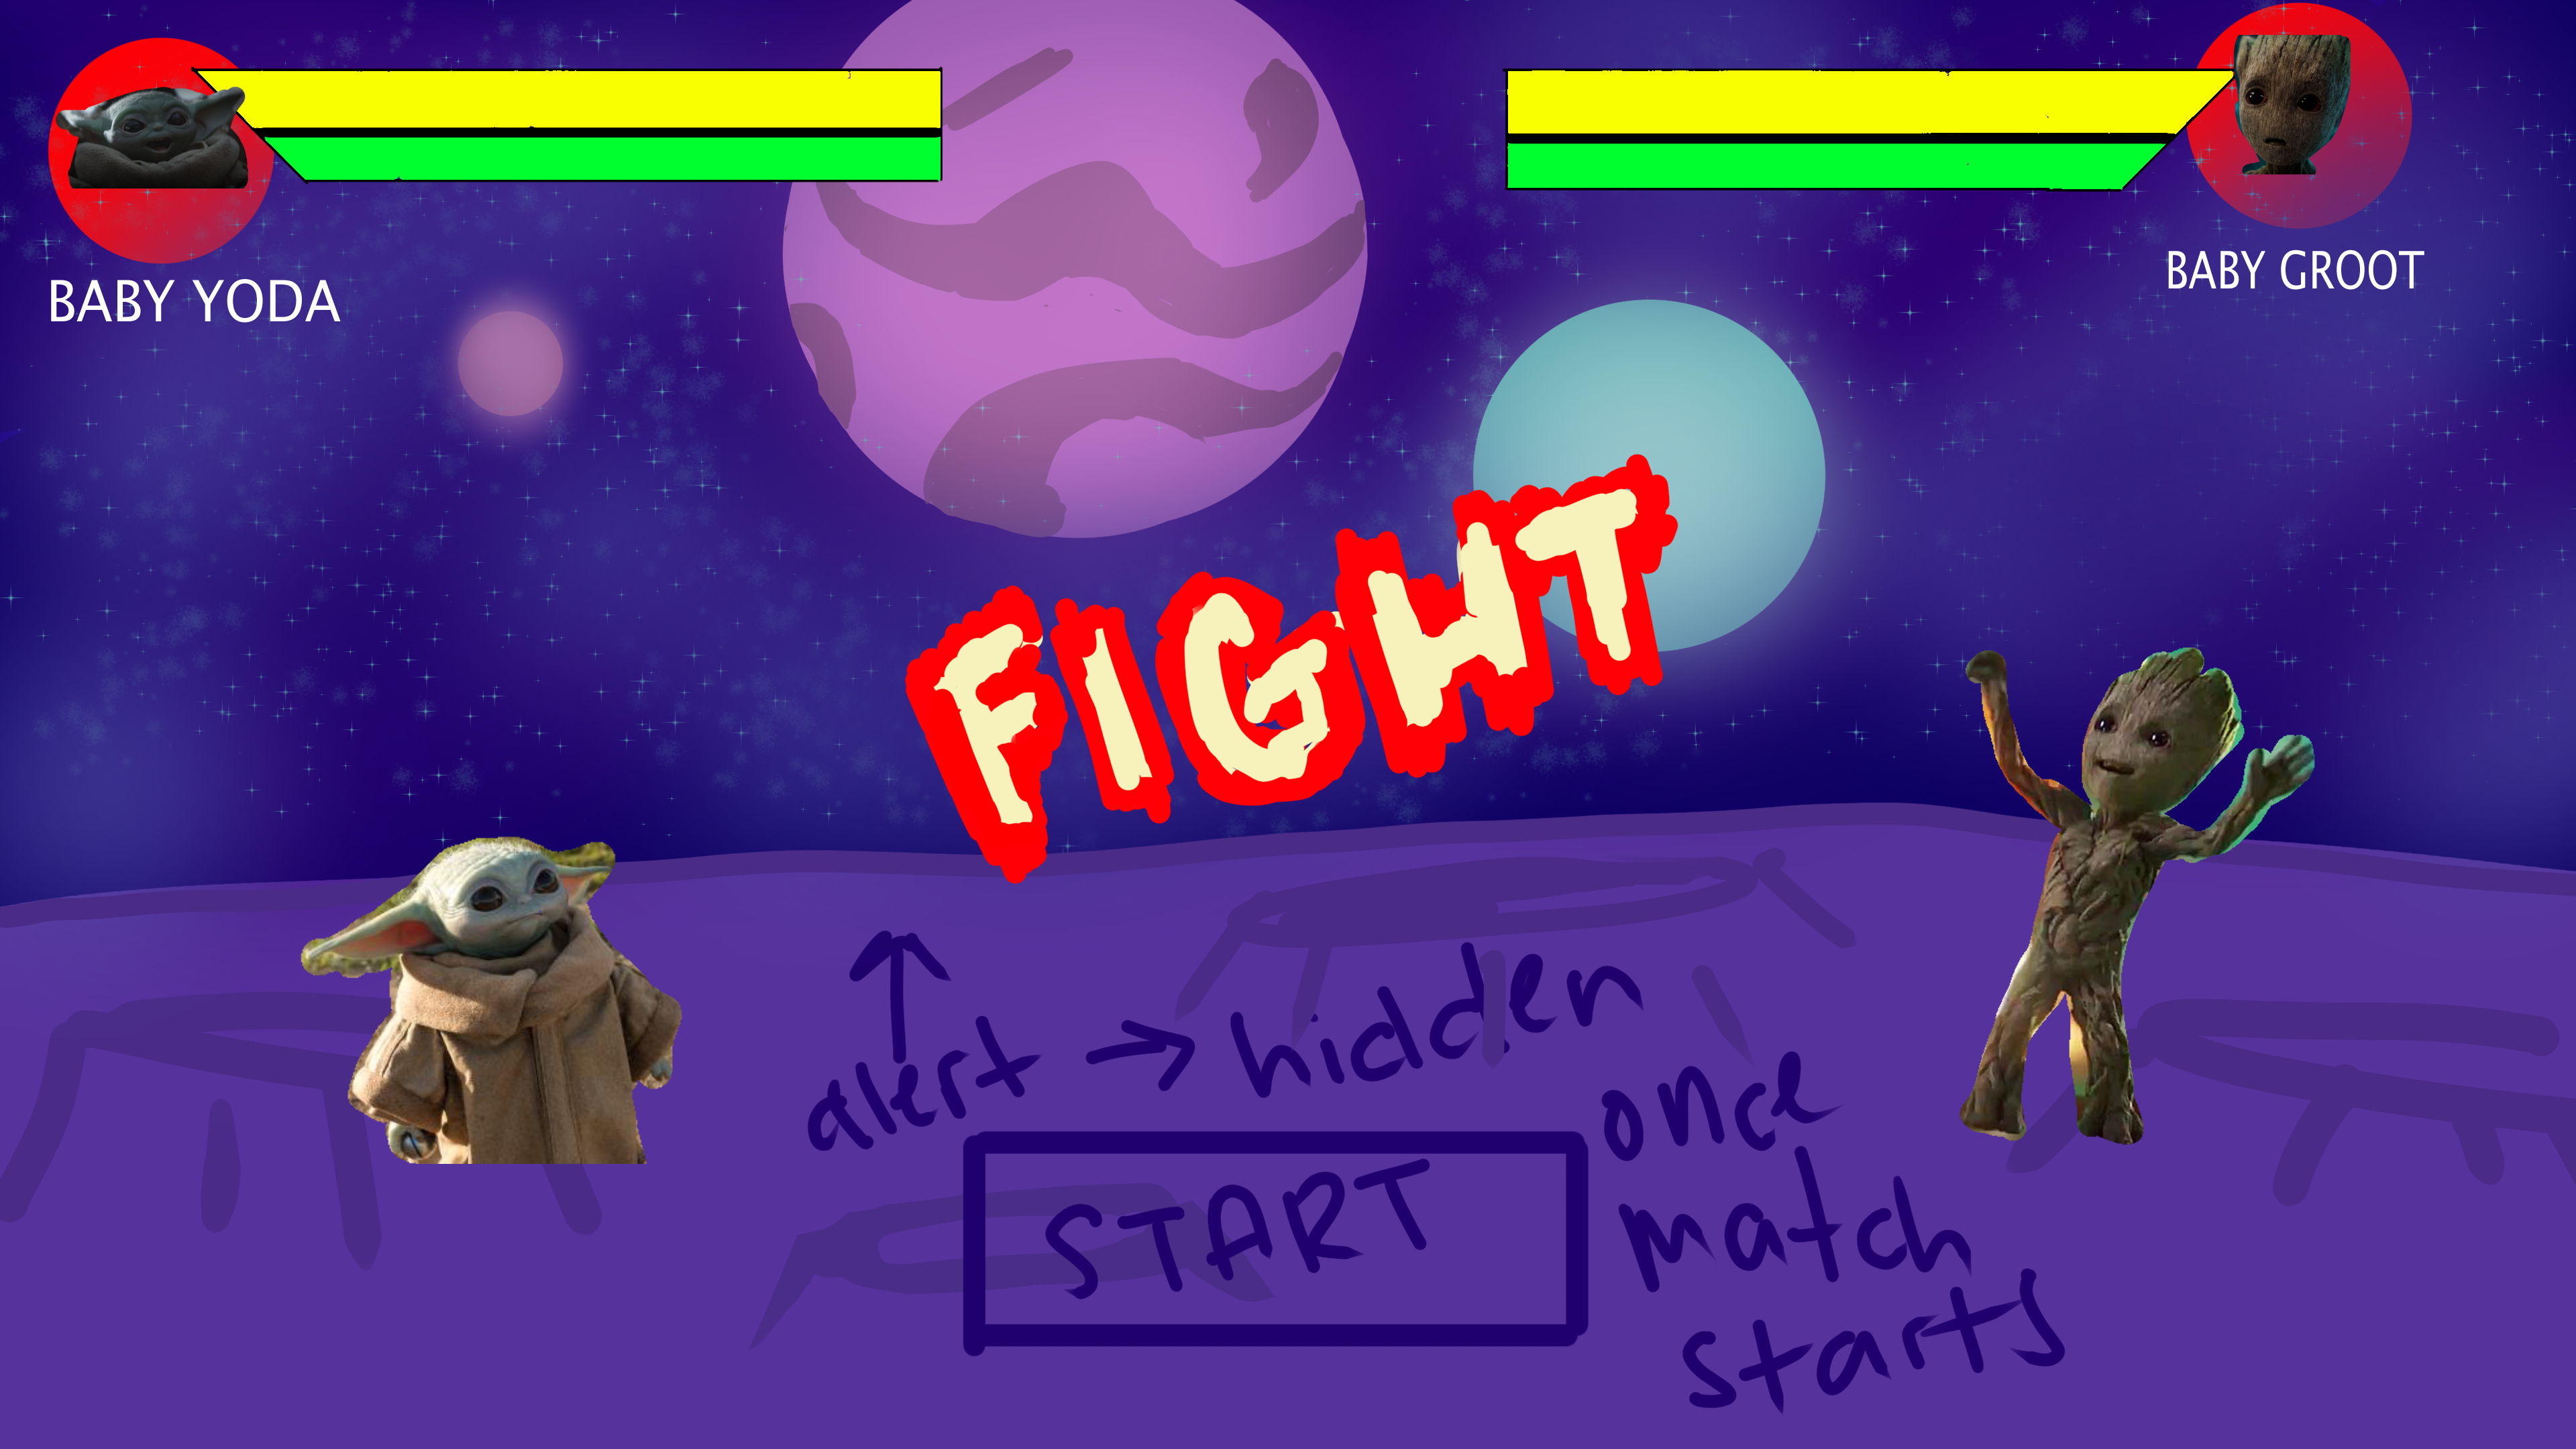 BABY YODA
BABY GROOT
FIGHT
alert → hidden
once
match
starts
START